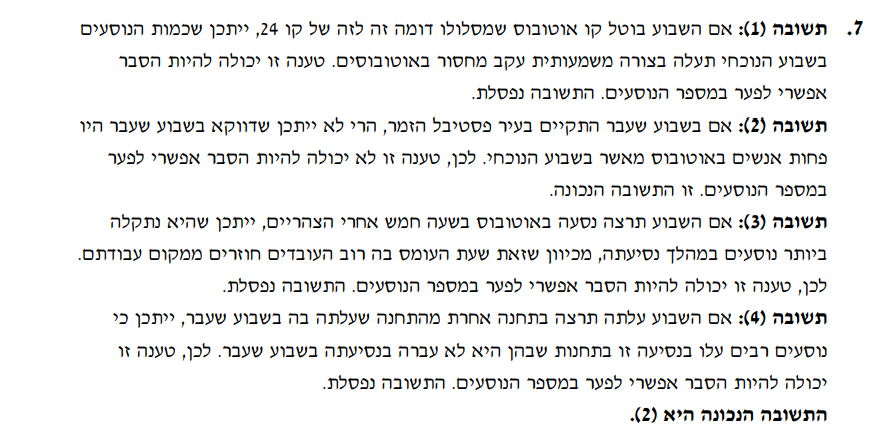 7. תשובה (1): אם השבוע בוטל קו אוטובוס שמסלולו דומה זה לזה של קו 24, ייתכן שכמות הנוסעים
בשבוע הנוכחי תעלה בצורה משמעותית עקב מחסור באוטובוסים. טענה זו יכולה להיות הסבר
אפשרי לפער במספר הנוסעים. התשובה נפסלת.
תשובה (2): אם בשבוע שעבר התקיים בעיר פסטיבל הזמר, הרי לא ייתכן שדווקא בשבוע שעבר היו
פחות אנשים באוטובוס מאשר בשבוע הנוכחי. לכן, טענה זו לא יכולה להיות הסבר אפשרי לפער
במספר הנוסעים. זו התשובה הנכונה.
תשובה (3): אם השבוע תרצה נסעה באוטובוס בשעה חמש אחרי הצהריים, ייתכן שהיא נתקלה
ביותר נוסעים במהלך נסיעתה, מכיוון שזאת שעת העומס בה רוב העובדים חוזרים ממקום עבודתם.
לכן, טענה זו יכולה להיות הסבר אפשרי לפער במספר הנוסעים. התשובה נפסלת.
תשובה (4): אם השבוע עלתה תרצה בתחנה אחרת מהתחנה שעלתה בה בשבוע שעבר, ייתכן כי
נוסעים רבים עלו בנסיעה זו בתחנות שבהן היא לא עברה בנסיעתה בשבוע שעבר. לכן, טענה זו
יכולה להיות הסבר אפשרי לפער במספר הנוסעים. התשובה נפסלת.
התשובה הנכונה היא (2).